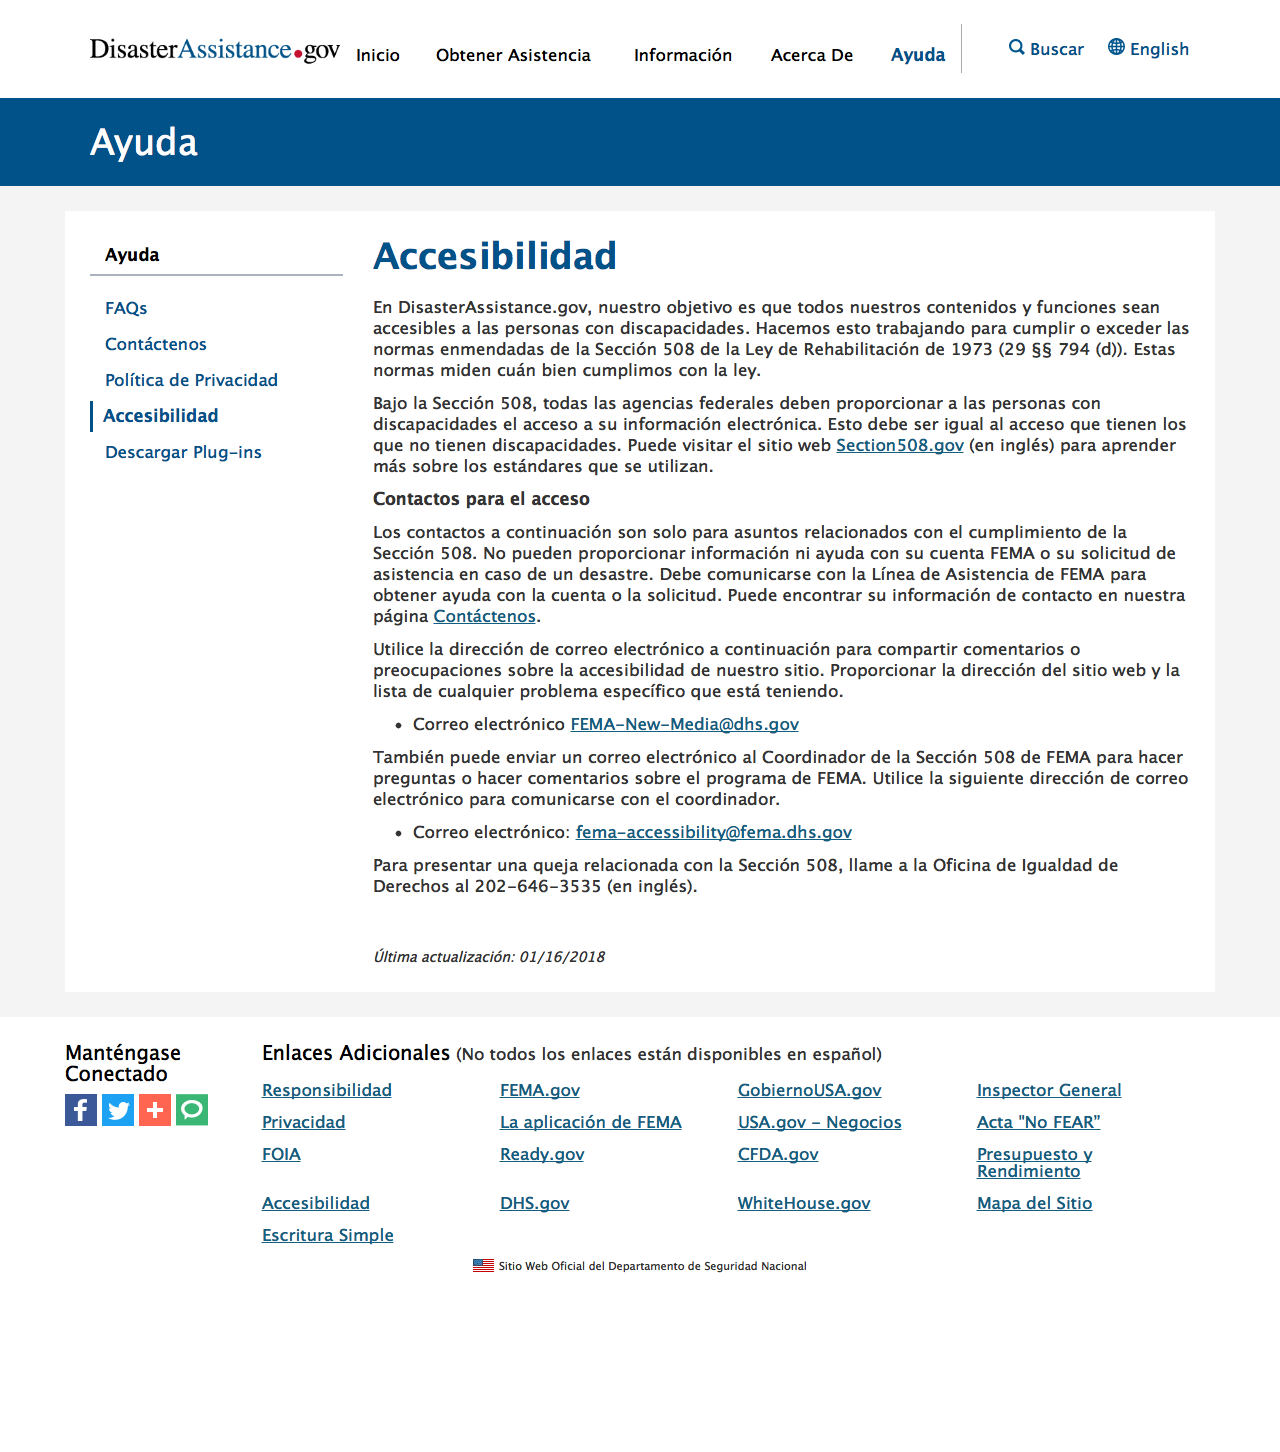 DisasterAssistance.gov
Inicio
Obtener Asistencia
Información
Acerca De
Ayuda
Buscar
English
Ayuda
Ayuda
FAQs
Contáctenos
Política de Privacidad
Accesibilidad
Descargar Plug-ins
Accesibilidad
En DisasterAssistance.gov, nuestro objetivo es que todos nuestros contenidos y funciones sean
accesibles a las personas con discapacidades. Hacemos esto trabajando para cumplir o exceder las
normas enmendadas de la Sección 508 de la Ley de Rehabilitación de 1973 (29 §§ 794 (d)). Estas
normas miden cuán bien cumplimos con la ley.
Bajo la Sección 508, todas las agencias federales deben proporcionar a las personas con
discapacidades el acceso a su información electrónica. Esto debe ser igual al acceso que tienen los
que no tienen discapacidades. Puede visitar el sitio web Section508.gov (en inglés) para aprender
más sobre los estándares que se utilizan.
Contactos para el acceso
Los contactos a continuación son solo para asuntos relacionados con el cumplimiento de la
Sección 508. No pueden proporcionar información ni ayuda con su cuenta FEMA o su solicitud de
asistencia en caso de un desastre. Debe comunicarse con la Línea de Asistencia de FEMA para
obtener ayuda con la cuenta o la solicitud. Puede encontrar su información de contacto en nuestra
página Contáctenos.
Utilice la dirección de correo electrónico a continuación para compartir comentarios o
preocupaciones sobre la accesibilidad de nuestro sitio. Proporcionar la dirección del sitio web y la
lista de cualquier problema específico que está teniendo.
• Correo electrónico FEMA-New-Media@dhs.gov
También puede enviar un correo electrónico al Coordinador de la Sección 508 de FEMA para hacer
preguntas o hacer comentarios sobre el programa de FEMA. Utilice la siguiente dirección de correo
electrónico para comunicarse con el coordinador.
• Correo electrónico: fema-accessibility@fema.dhs.gov
Para presentar una queja relacionada con la Sección 508, llame a la Oficina de Igualdad de
Derechos al 202-646-3535 (en inglés).
Última actualización: 01/16/2018
Manténgase
Conectado
Enlaces Adicionales (No todos los enlaces están disponibles en español)
Responsibilidad
FEMA.gov
GobiernoUSA.gov
Inspector General
Privacidad
La aplicación de FEMA
USA.gov - Negocios
Acta "No FEAR”
FOIA
Ready.gov
CFDA.gov
Presupuesto y
Rendimiento
Accesibilidad
DHS.gov
WhiteHouse.gov
Mapa del Sitio
Escritura Simple
Sitio Web Oficial del Departamento de Seguridad Nacional